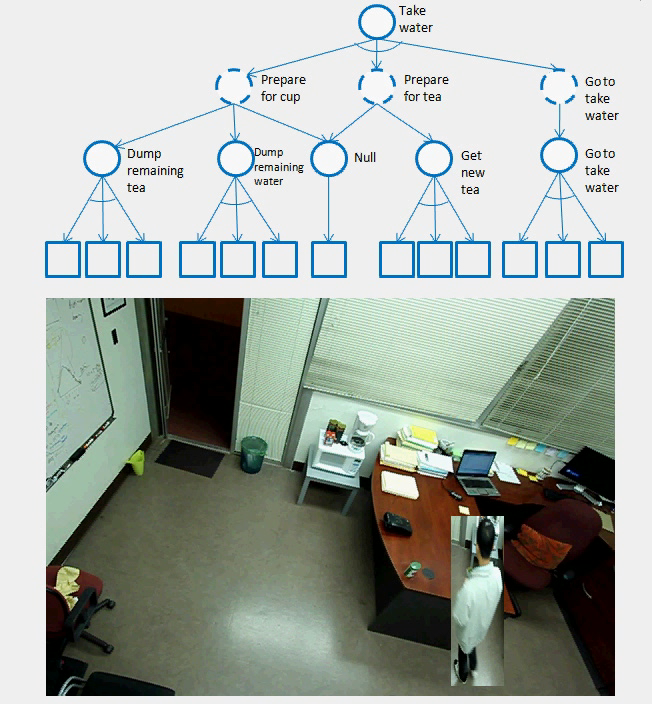 Take
water
Prepare
for cup
Prepare
for tea
Go to
take
water
Dump
remaining
tea
Dump
remaining
water
Null
Get
new
tea
Go to
take
water